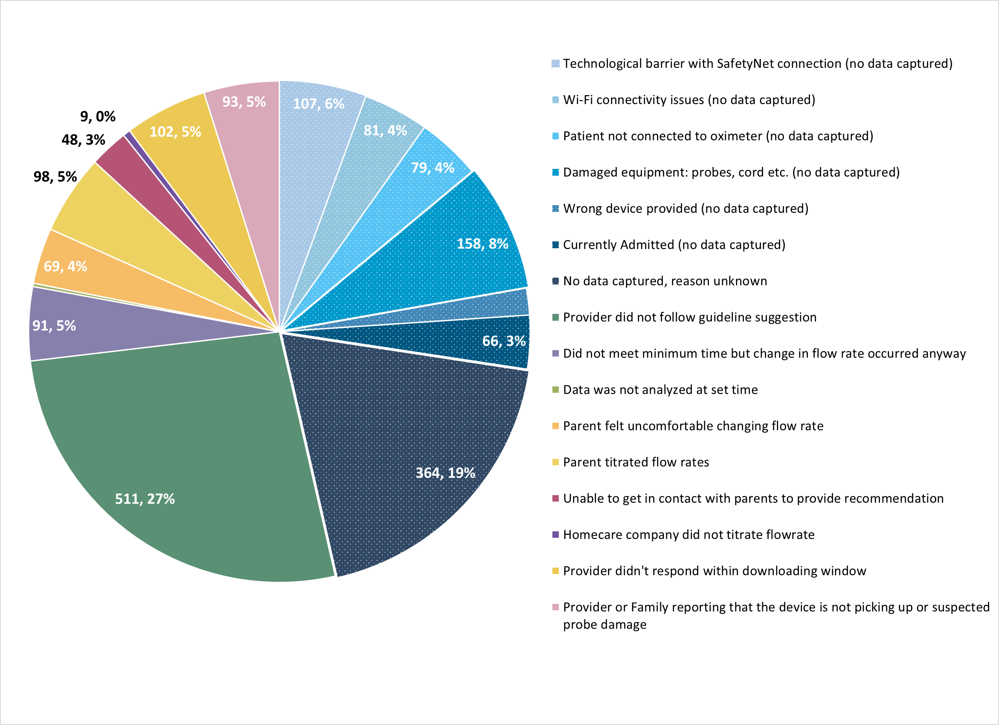 93, 5%
107, 6%
9, 0%
102, 5%
81, 4%
48, 3%
79, 4%
98, 5%
158, 8%
69, 4%
91, 5%
66, 3%
364, 19%
511, 27%
Technological barrier with SafetyNet connection (no data captured)
Wi-Fi connectivity issues (no data captured)
Patient not connected to oximeter (no data captured)
Damaged equipment: probes, cord etc. (no data captured)
Wrong device provided (no data captured)
Currently Admitted (no data captured)
No data captured, reason unknown
Provider did not follow guideline suggestion
Did not meet minimum time but change in flow rate occurred anyway
Data was not analyzed at set time
Parent felt uncomfortable changing flow rate
Parent titrated flow rates
Unable to get in contact with parents to provide recommendation
Homecare company did not titrate flowrate
Provider didn't respond within downloading window
Provider or Family reporting that the device is not picking up or suspected
probe damage